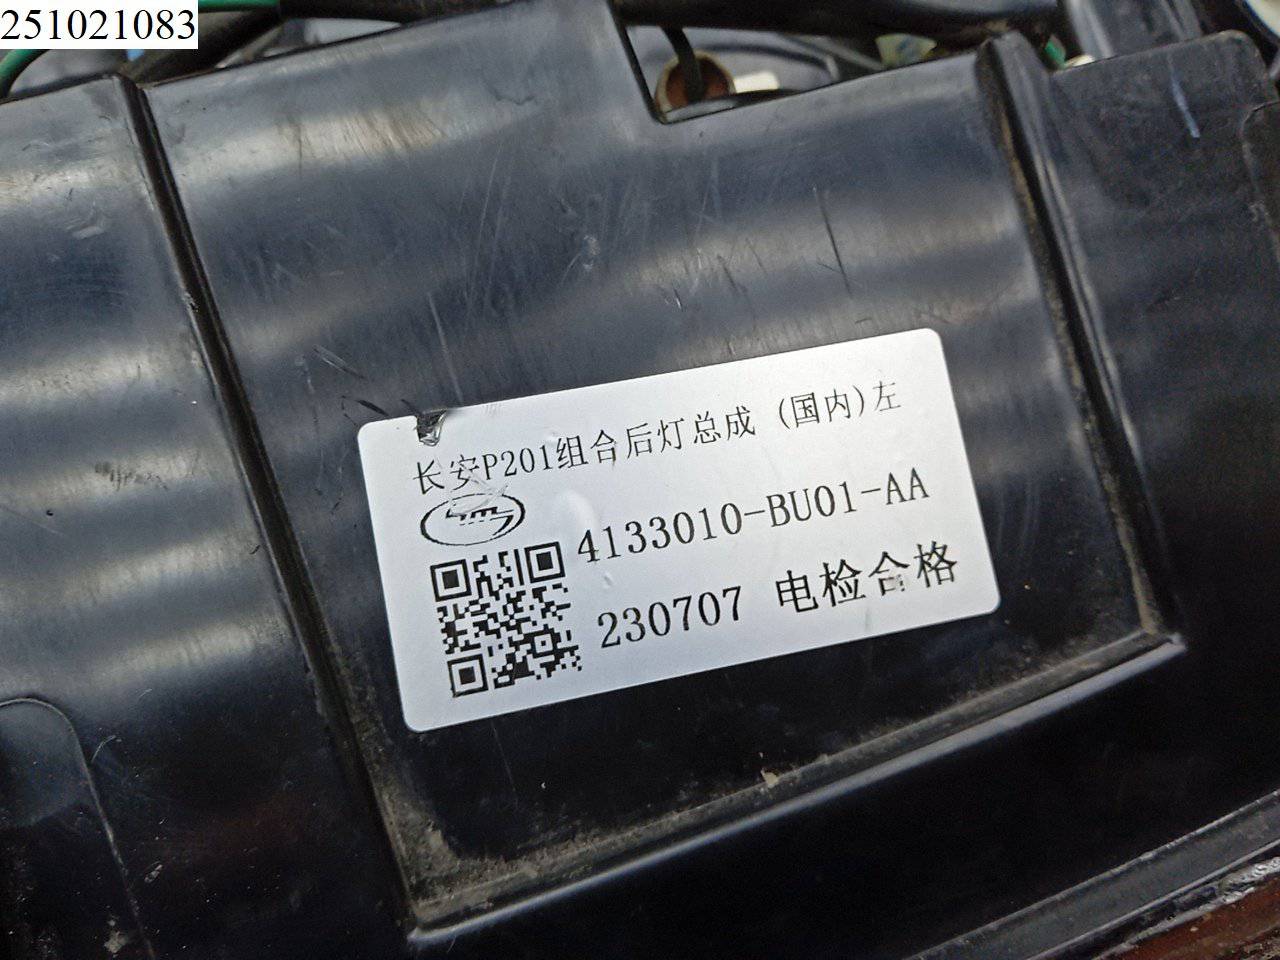 251021083
长安P201组合后灯总成 (国内)左
4133010-BU01-AA
230707 电检合格